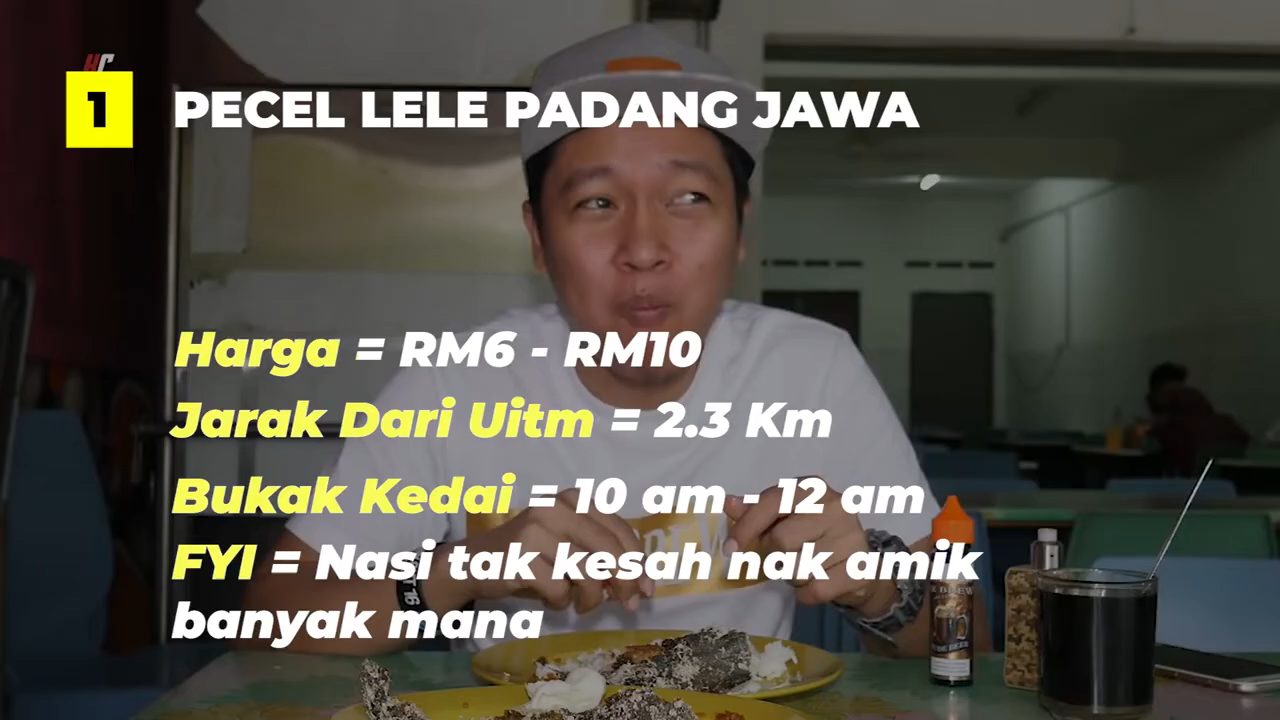 HC
1 PECEL LELE PADANG JAWA
Harga = RM6 - RM10
Jarak Dari Uitm = 2.3 Km
Bukak Kedai = 10 am - 12 am
FYI = Nasi tak kesah nak amik
banyak mana